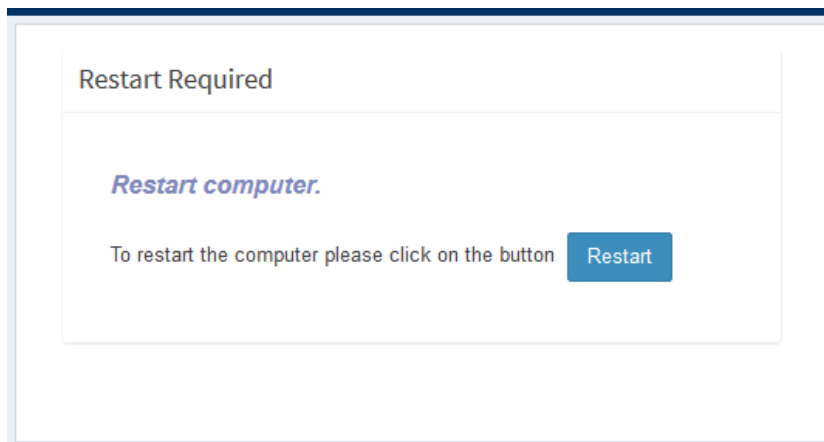 Restart Required
Restart computer.
To restart the computer please click on the button Restart